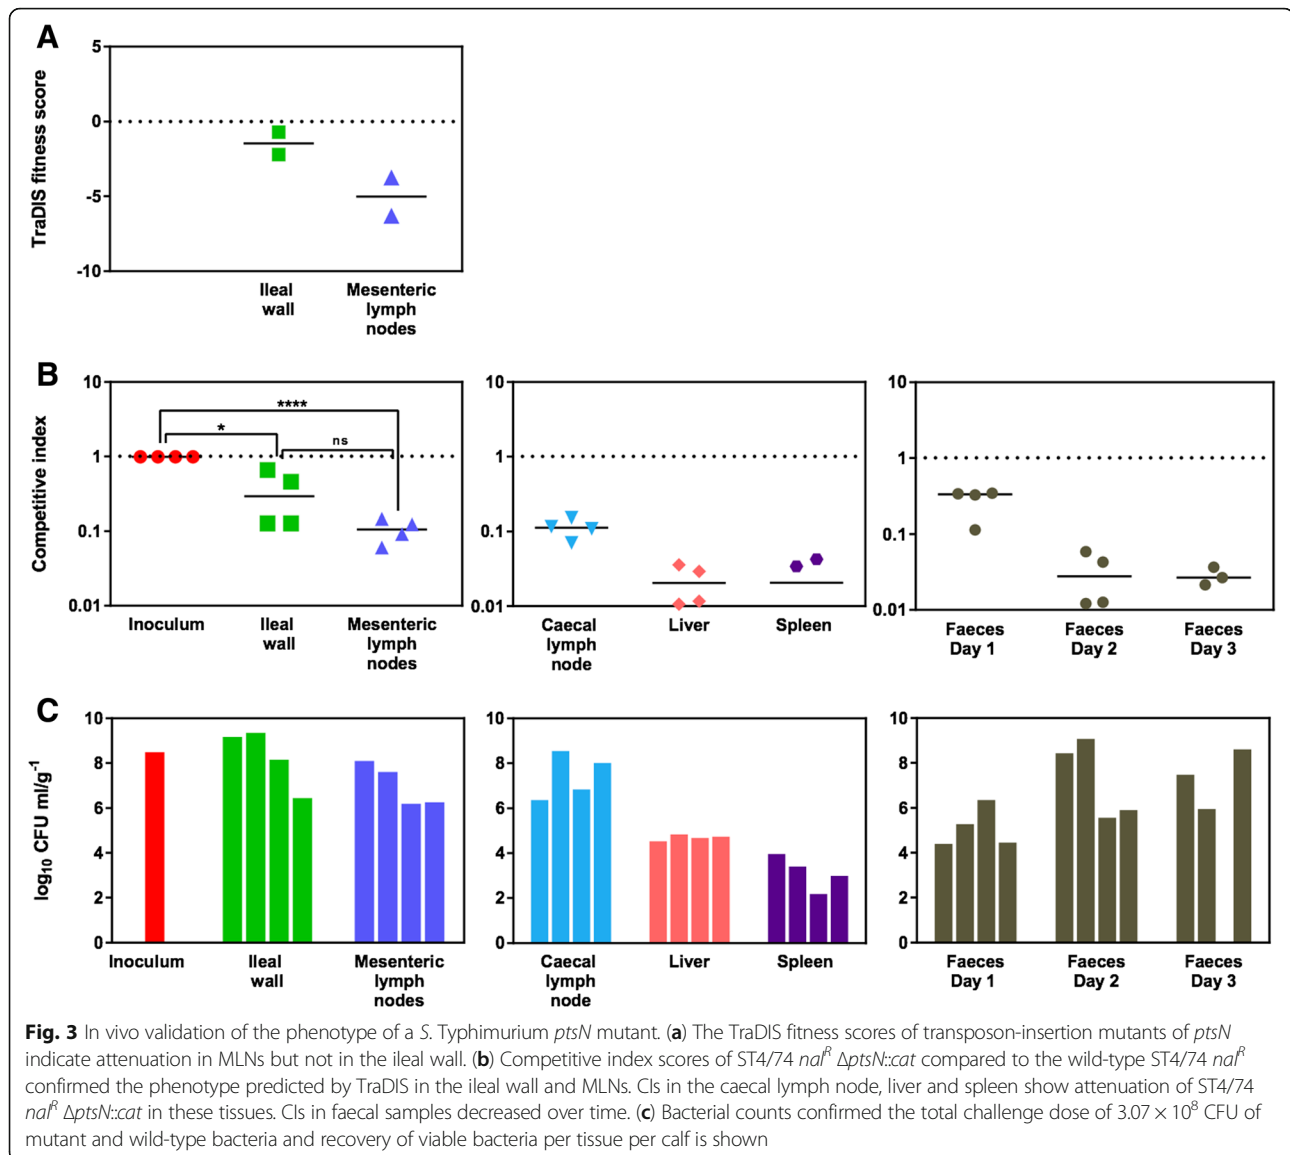 A
TraDIS fitness score
5
0
-5
-10
Ileal
wall
Mesenteric
lymph
nodes
B
Competitive index
10
1
0.1
0.01
****
*
ns
Inoculum
Ileal
wall
Mesenteric
lymph
nodes
10
1
0.1
0.01
Caecal
lymph
node
Liver
Spleen
10
1
0.1
0.01
Faeces
Day 1
Faeces
Day 2
Faeces
Day 3
C
log₁₀ CFU ml/g⁻¹
10
8
6
4
2
0
Inoculum
Ileal
wall
Mesenteric
lymph
nodes
10
8
6
4
2
0
Caecal
lymph
node
Liver
Spleen
10
8
6
4
2
0
Faeces
Day 1
Faeces
Day 2
Faeces
Day 3
Fig. 3 In vivo validation of the phenotype of a S. Typhimurium ptsN mutant. (a) The TraDIS fitness scores of transposon-insertion mutants of ptsN
indicate attenuation in MLNs but not in the ileal wall. (b) Competitive index scores of ST4/74 nalᴿ ΔptsN::cat compared to the wild-type ST4/74 nalᴿ
confirmed the phenotype predicted by TraDIS in the ileal wall and MLNs. CIs in the caecal lymph node, liver and spleen show attenuation of ST4/74
nalᴿ ΔptsN::cat in these tissues. CIs in faecal samples decreased over time. (c) Bacterial counts confirmed the total challenge dose of 3.07 × 10⁸ CFU of
mutant and wild-type bacteria and recovery of viable bacteria per tissue per calf is shown